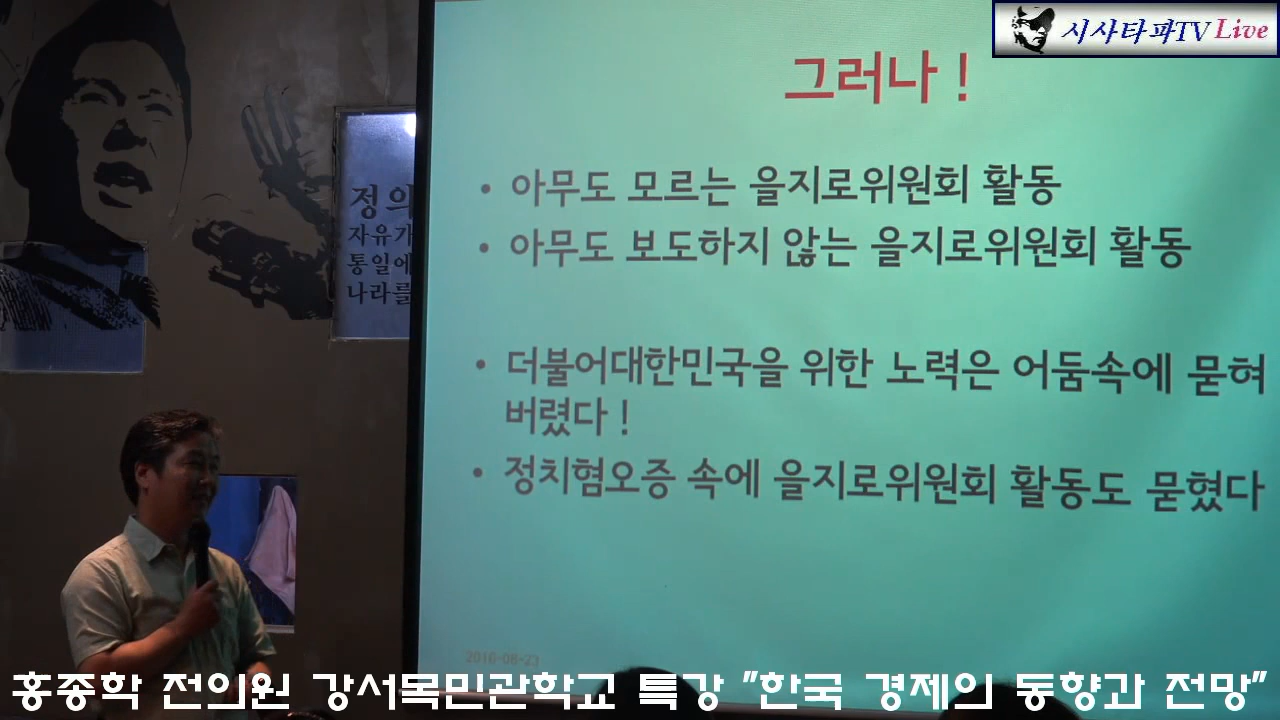 시사타파TV Live
그러나 !
• 아무도 모르는 을지로위원회 활동
• 아무도 보도하지 않는 을지로위원회 활동
• 더불어대한민국을 위한 노력은 어둠속에 묻혀
버렸다 !
• 정치혐오증 속에 을지로위원회 활동도 묻혔다
정의
자유가
통일에
나라를
2016-08-23
홍종학 전의원 강서목민관학교 특강 "한국 경제의 동향과 전망"